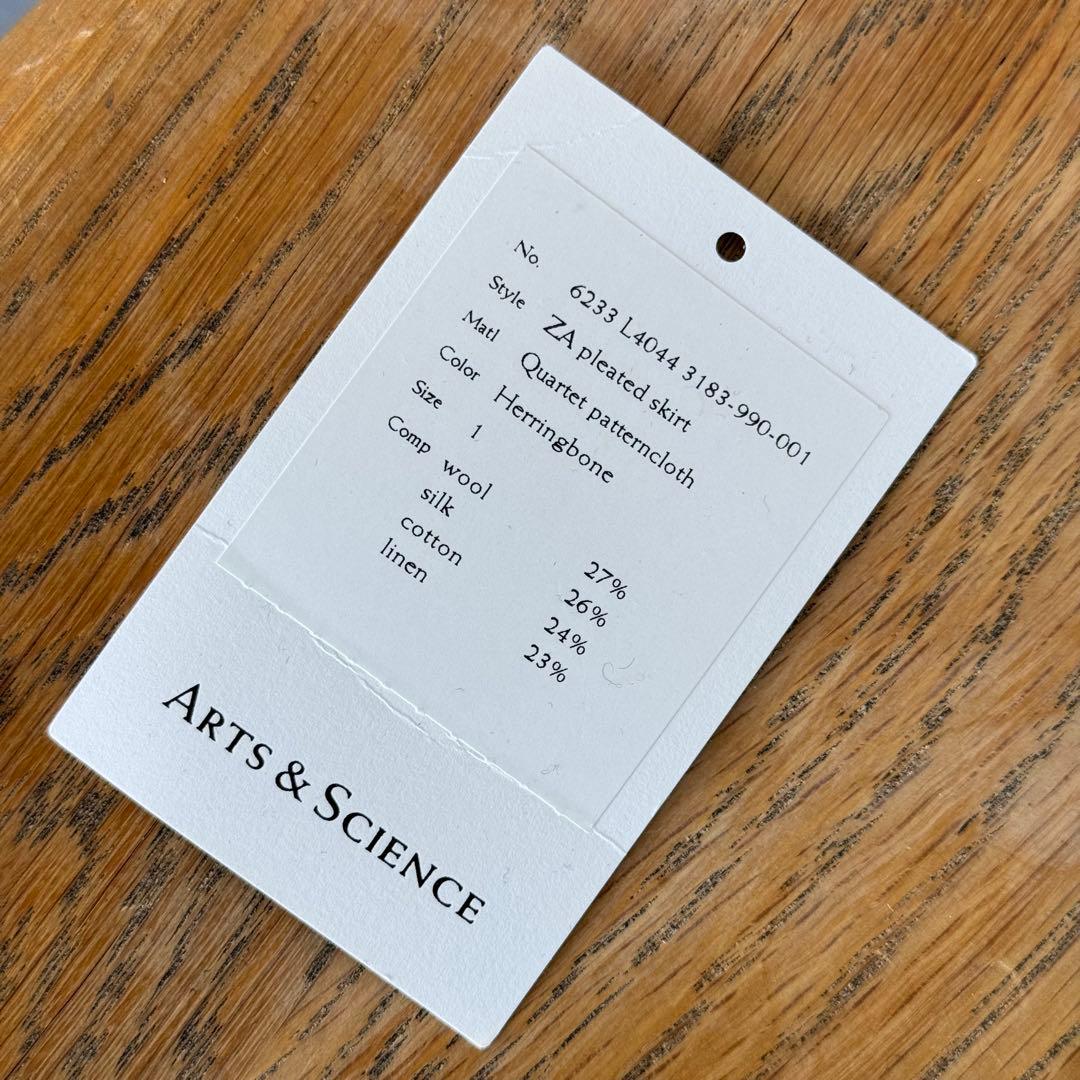 No. 6233 L4044 3183-990-001
Style ZA pleated skirt
Matl Quartet patterncloth
Color Herringbone
Size 1
Comp wool 27%
silk 26%
cotton 24%
linen 23%
ARTS & SCIENCE